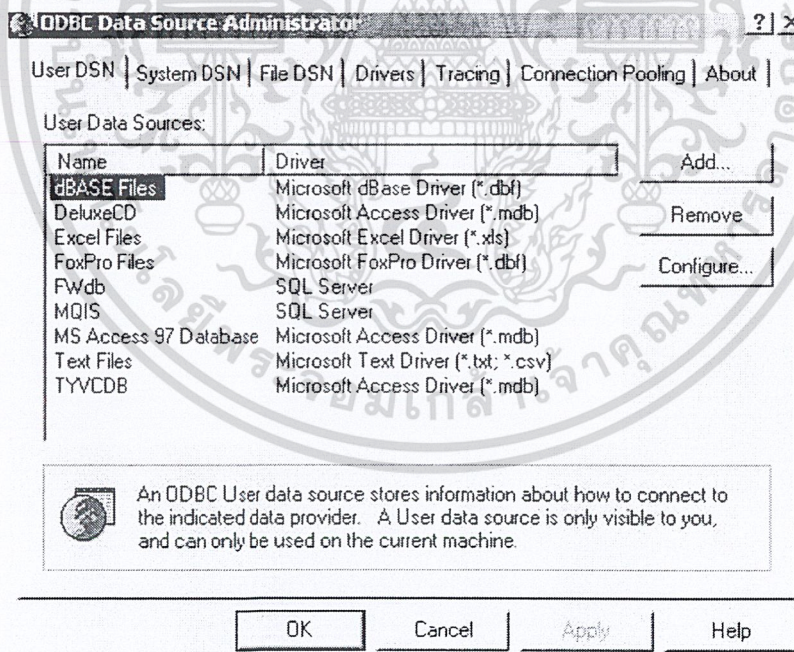 ODBC Data Source Administrator
User DSN System DSN File DSN Drivers Tracing Connection Pooling About
User Data Sources:
Name Driver
dBASE Files Microsoft dBase Driver (*.dbf)
DeluxeCD Microsoft Access Driver (*.mdb)
Excel Files Microsoft Excel Driver (*.xls)
FoxPro Files Microsoft FoxPro Driver (*.dbf)
FWdb SQL Server
MQIS SQL Server
MS Access 97 Database Microsoft Access Driver (*.mdb)
Text Files Microsoft Text Driver (*.txt; *.csv)
TYVCDB Microsoft Access Driver (*.mdb)
Add...
Remove
Configure...
An ODBC User data source stores information about how to connect to
the indicated data provider. A User data source is only visible to you,
and can only be used on the current machine.
OK Cancel Apply Help